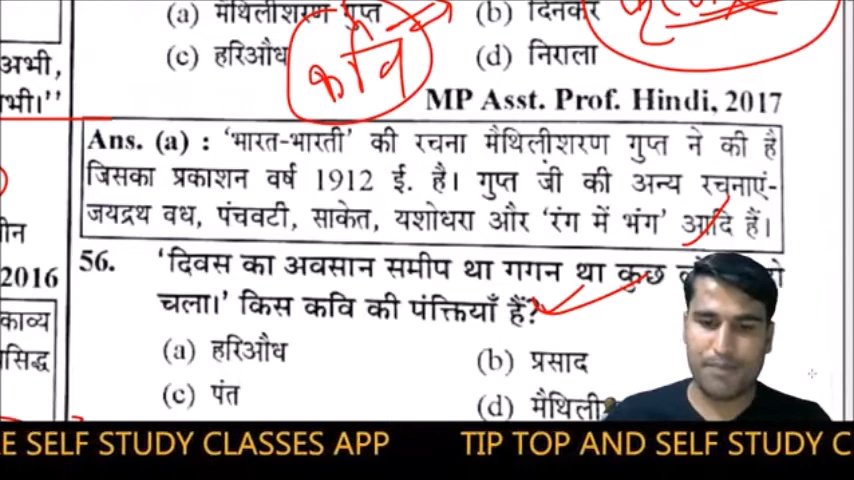 (a) मैथिलीशरण गुप्त
(b) दिनकर
अभी,
(c) हरिऔध
(d) निराला
कवि
भी।”
MP Asst. Prof. Hindi, 2017
Ans. (a) : ‘भारत-भारती’ की रचना मैथिलीशरण गुप्त ने की है
जिसका प्रकाशन वर्ष 1912 ई. है। गुप्त जी की अन्य रचनाएं-
जयद्रथ वध, पंचवटी, साकेत, यशोधरा और ‘रंग में भंग’ आदि हैं।
ीन
2016
काव्य
सिद्ध
56. ‘दिवस का अवसान समीप था गगन था कुछ
चला।’ किस कवि की पंक्तियाँ हैं?
(a) हरिऔध
(b) प्रसाद
(c) पंत
(d) मैथिली
E SELF STUDY CLASSES APP
TIP TOP AND SELF STUDY C